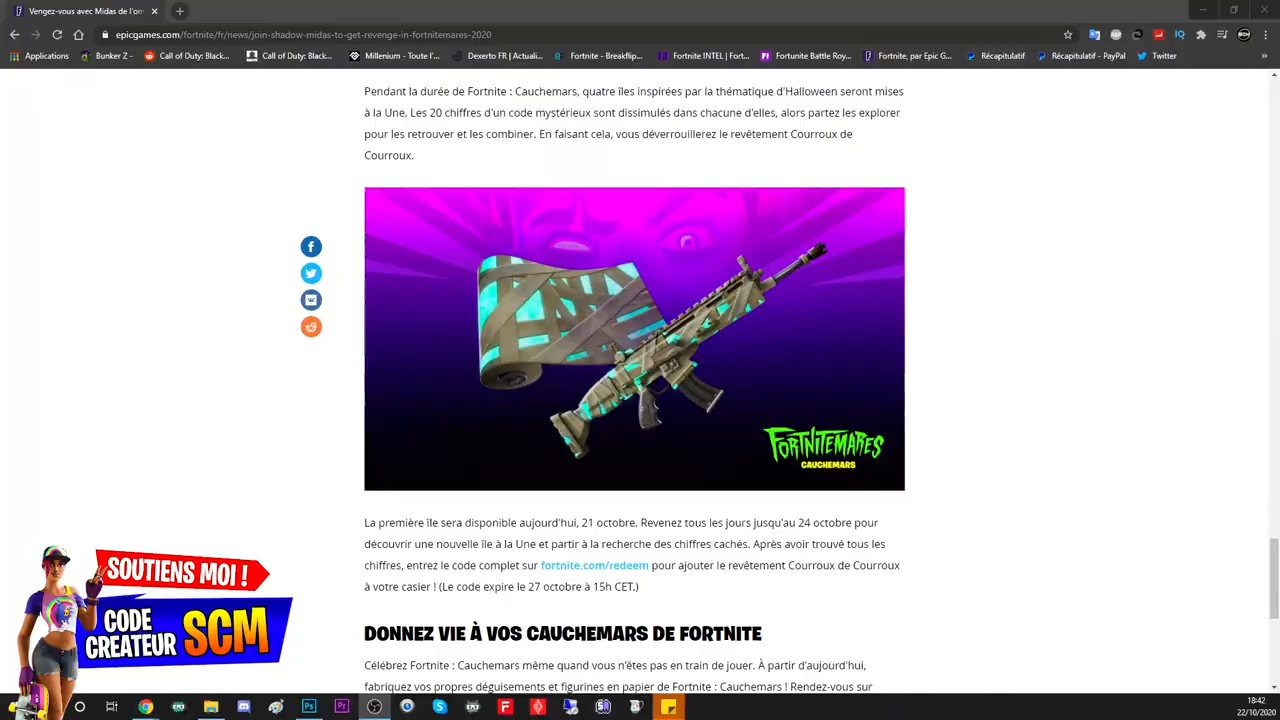 Vengez-vous avec Midas de l'om
epicgames.com/fortnite/fr/news/join-shadow-midas-to-get-revenge-in-fortnitemares-2020
Applications
Bunker Z -
Call of Duty: Black...
Call of Duty: Black...
Millenium - Toute l'...
Dexerto FR | Actuali...
Fortnite - Breakflip...
Fortnite INTEL | Fort...
Fortunite Battle Roy...
Fortnite, par Epic G...
Récapitulatif
Récapitulatif - PayPal
Twitter
Pendant la durée de Fortnite : Cauchemars, quatre îles inspirées par la thématique d'Halloween seront mises
à la Une. Les 20 chiffres d'un code mystérieux sont dissimulés dans chacune d'elles, alors partez les explorer
pour les retrouver et les combiner. En faisant cela, vous déverrouillerez le revêtement Courroux de
Courroux.
FORTNITEMARES
CAUCHEMARS
La première île sera disponible aujourd'hui, 21 octobre. Revenez tous les jours jusqu'au 24 octobre pour
découvrir une nouvelle île à la Une et partir à la recherche des chiffres cachés. Après avoir trouvé tous les
chiffres, entrez le code complet sur fortnite.com/redeem pour ajouter le revêtement Courroux de Courroux
à votre casier ! (Le code expire le 27 octobre à 15h CET.)
SOUTIENS MOI !
CODE
CREATEUR SCM
DONNEZ VIE À VOS CAUCHEMARS DE FORTNITE
Célébrez Fortnite : Cauchemars même quand vous n'êtes pas en train de jouer. À partir d'aujourd'hui,
fabriquez vos propres déguisements et figurines en papier de Fortnite : Cauchemars ! Rendez-vous sur
18:42
22/10/2020